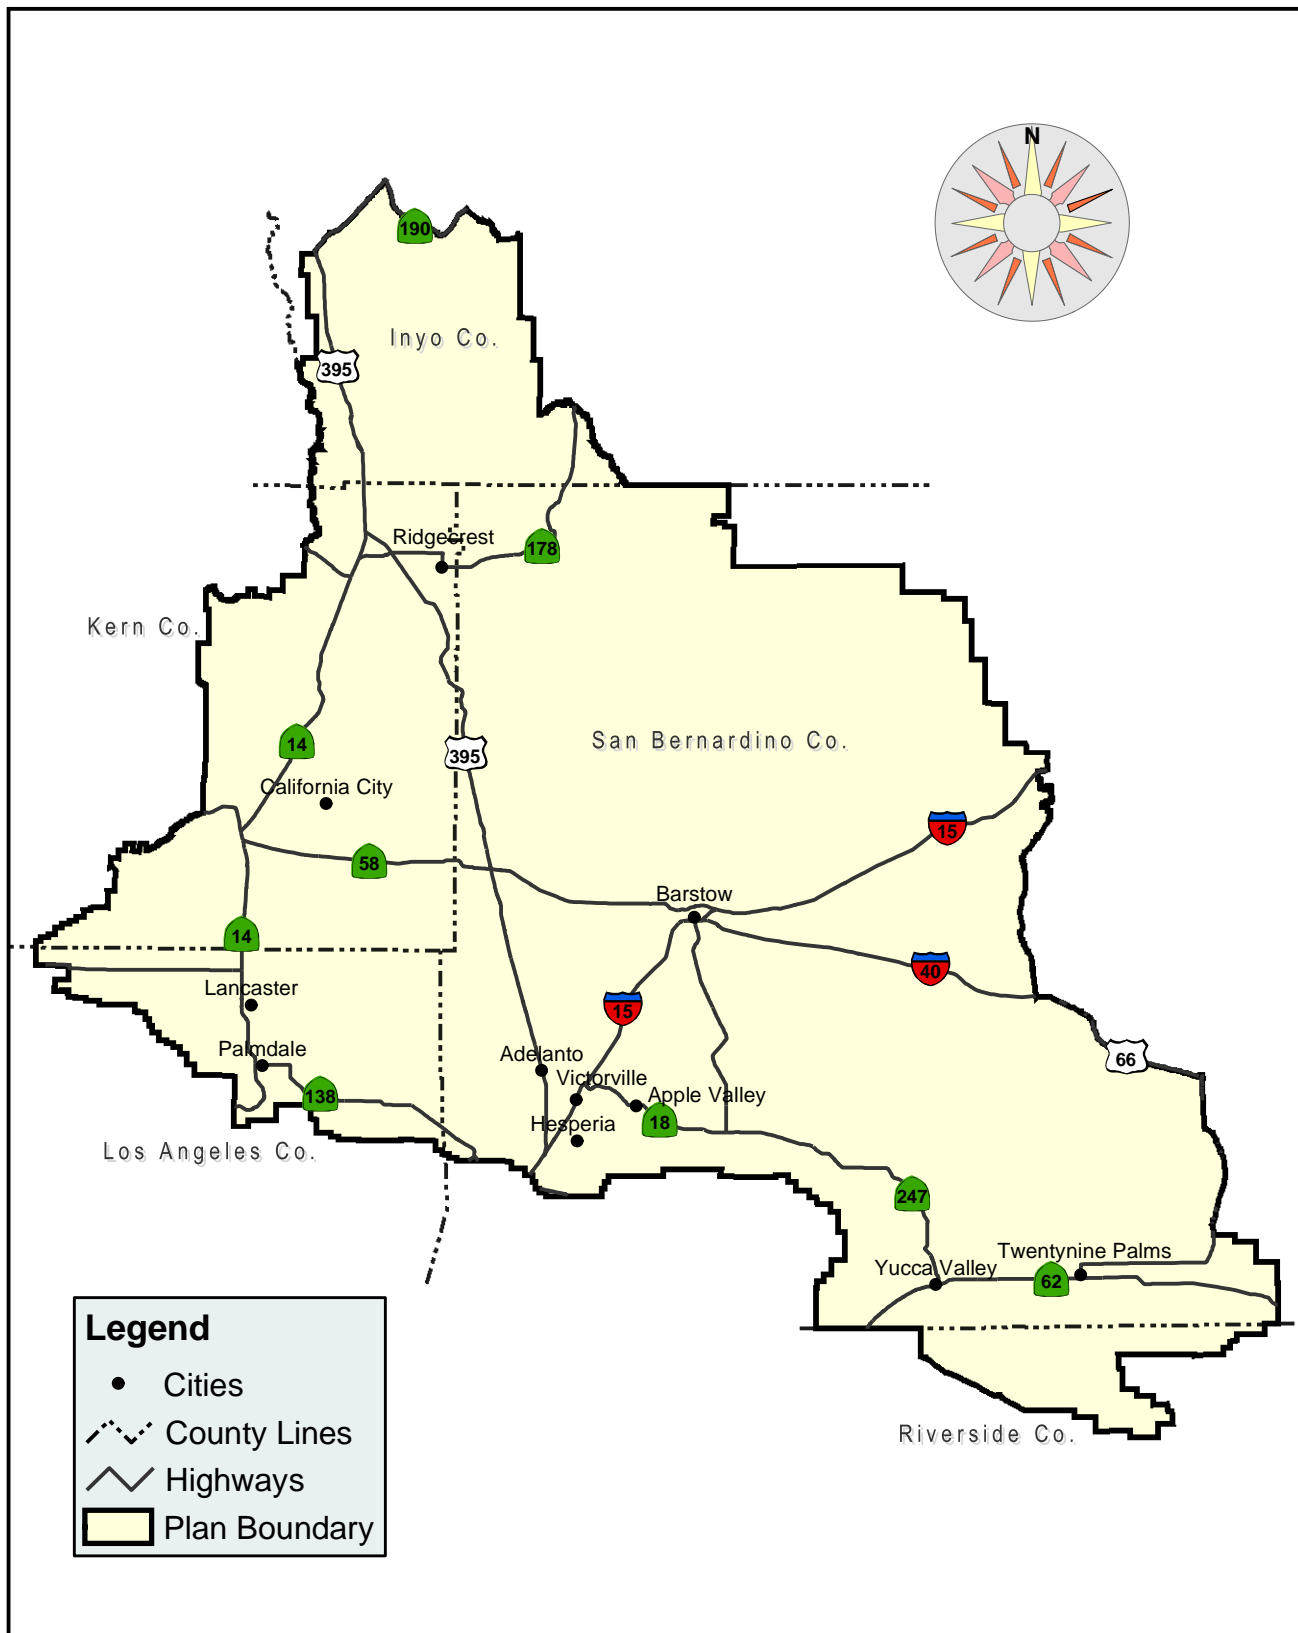 N
190
Inyo Co.
395
Ridgecrest
178
Kern Co.
14
395
San Bernardino Co.
California City
15
58
Barstow
14
40
Lancaster
15
Palmdale
Adelanto
66
Victorville
138
Apple Valley
Hesperia
18
Los Angeles Co.
247
Twentynine Palms
Yucca Valley
62
Legend
Cities
County Lines
Highways
Plan Boundary
Riverside Co.